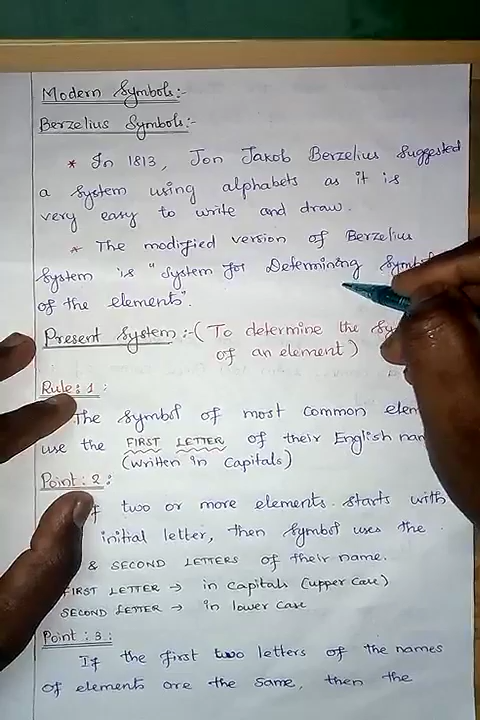 Modern Symbols:-
Berzelius Symbols:-
* In 1813, Jon Jakob Berzelius suggested
a system using alphabets as it is
very easy to write and draw.
* The modified version of Berzelius
system is "system for Determining
of the elements".
Present System:- (To determine the
of an element)
Rule: 1:
The symbol of most common
use the FIRST LETTER of their English
(written in capitals)
Point: 2
two or more elements starts with
initial letter, then symbol uses the
& SECOND LETTERS of their name.
FIRST LETTER → in capitals (upper case)
SECOND LETTER → in lower case
Point: 3:
If the first two letters of the names
of elements are the same, then the